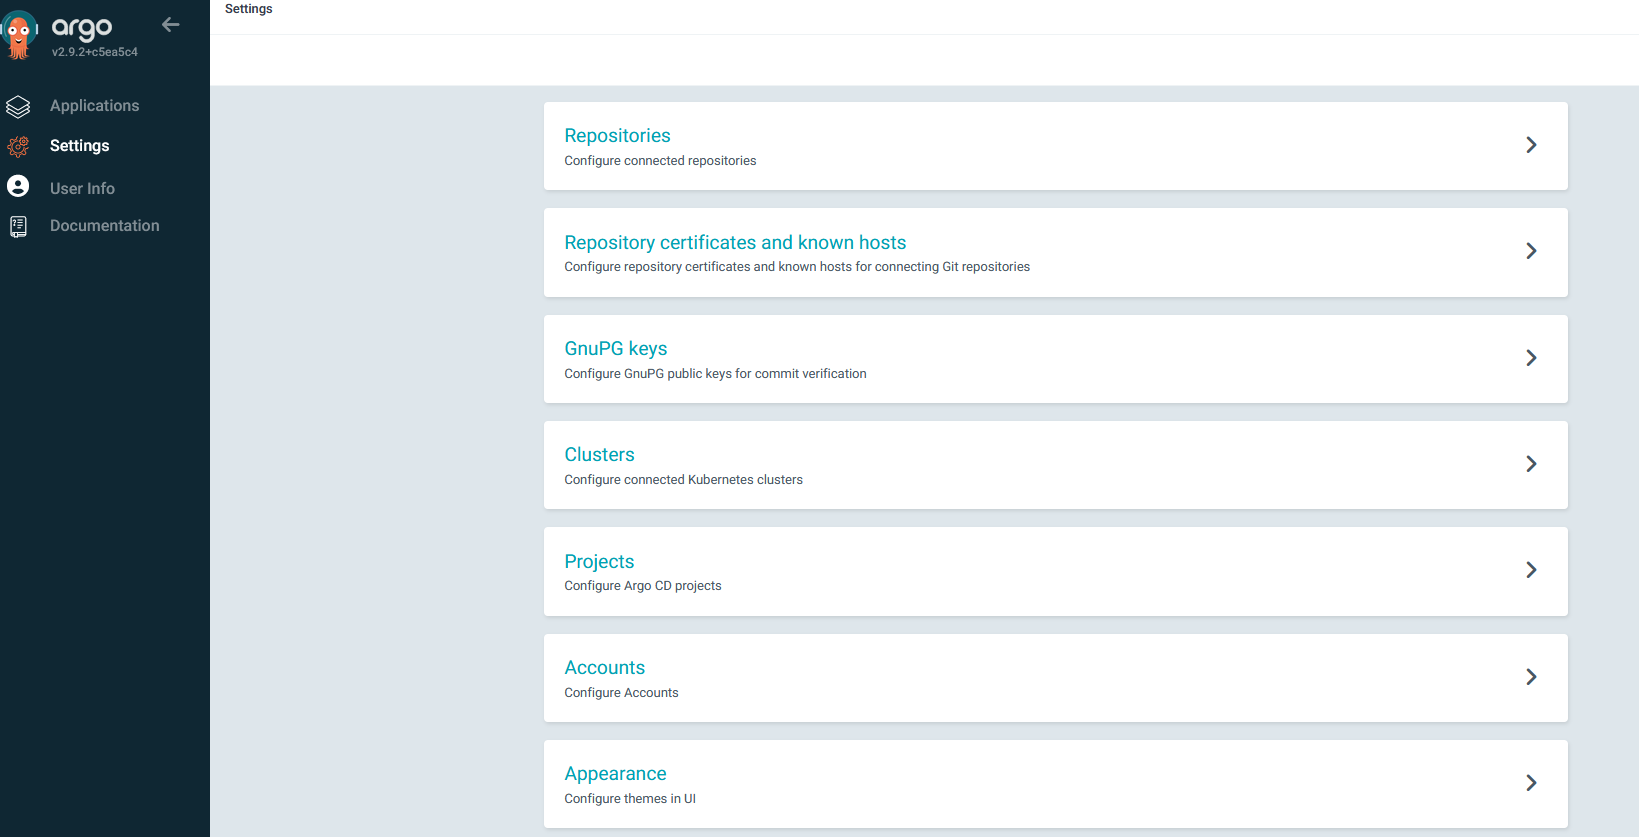 argo
v2.9.2+c5ea5c4
Applications
Settings
User Info
Documentation
Settings
Repositories
Configure connected repositories
Repository certificates and known hosts
Configure repository certificates and known hosts for connecting Git repositories
GnuPG keys
Configure GnuPG public keys for commit verification
Clusters
Configure connected Kubernetes clusters
Projects
Configure Argo CD projects
Accounts
Configure Accounts
Appearance
Configure themes in UI